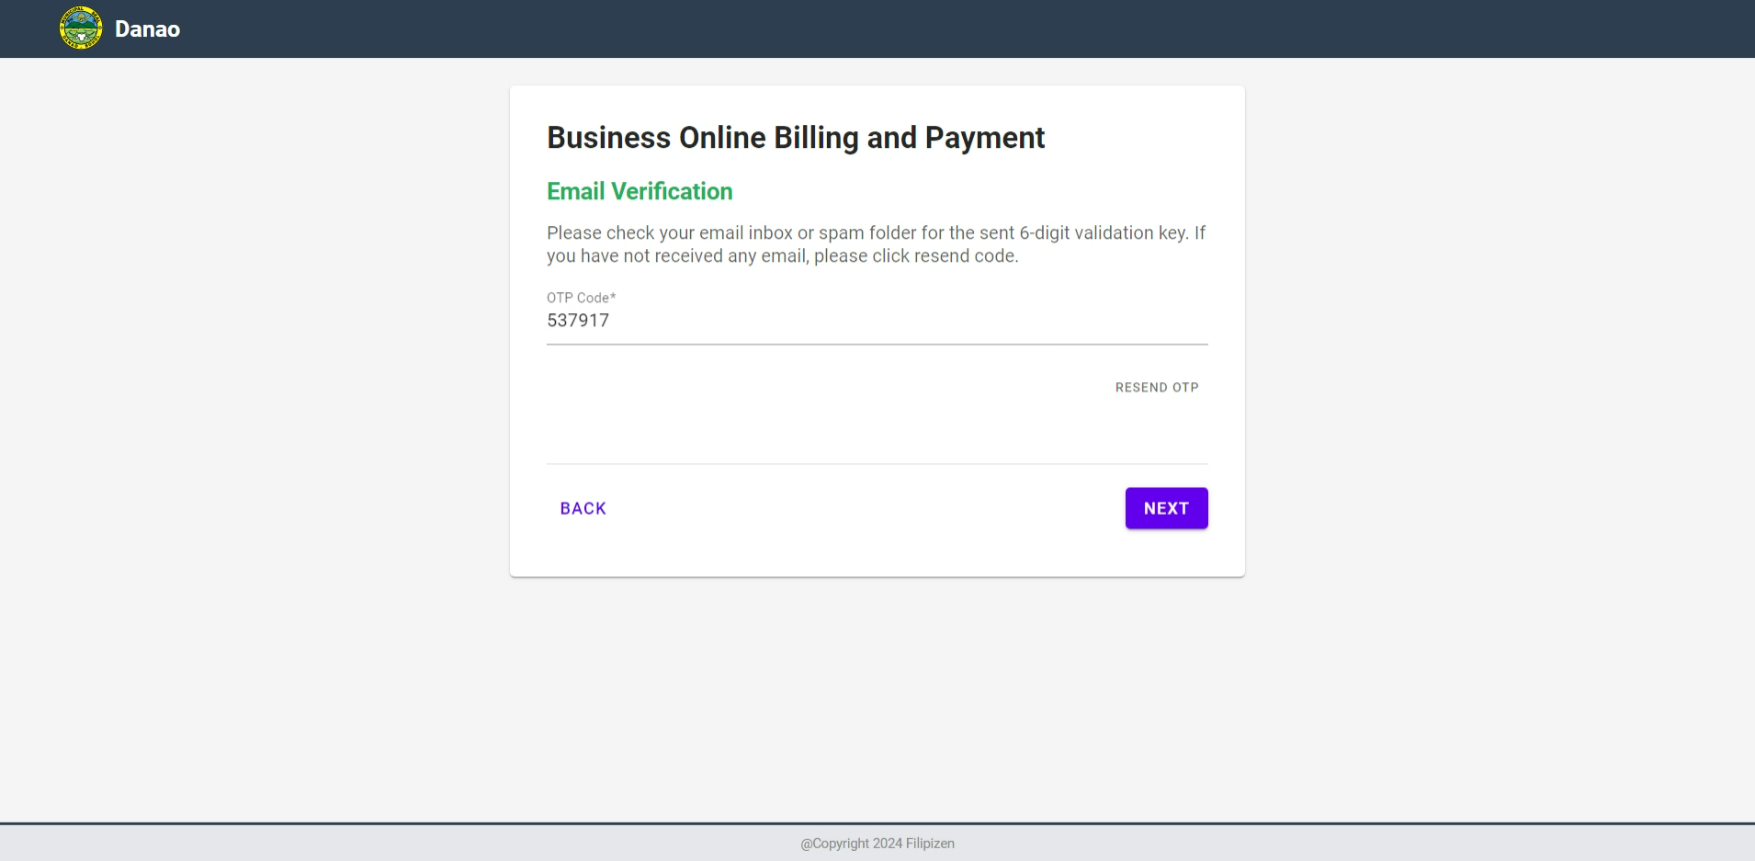 Danao
Business Online Billing and Payment
Email Verification
Please check your email inbox or spam folder for the sent 6-digit validation key. If
you have not received any email, please click resend code.
OTP Code*
537917
RESEND OTP
BACK
NEXT
@Copyright 2024 Filipizen